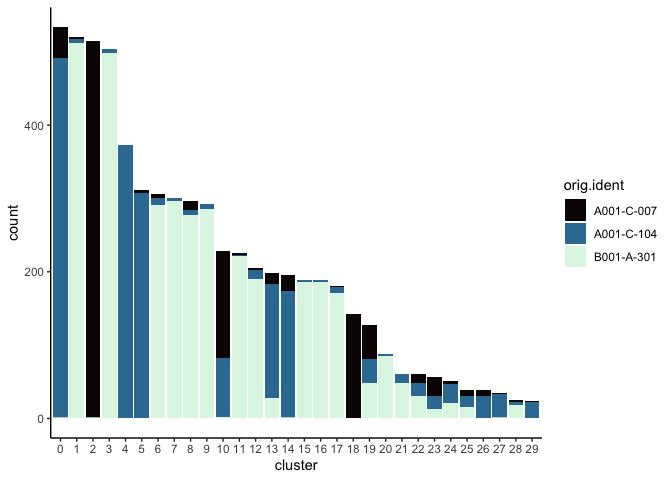 count
400
200
0
0 1 2 3 4 5 6 7 8 9 10 11 12 13 14 15 16 17 18 19 20 21 22 23 24 25 26 27 28 29
cluster
orig.ident
A001-C-007
A001-C-104
B001-A-301